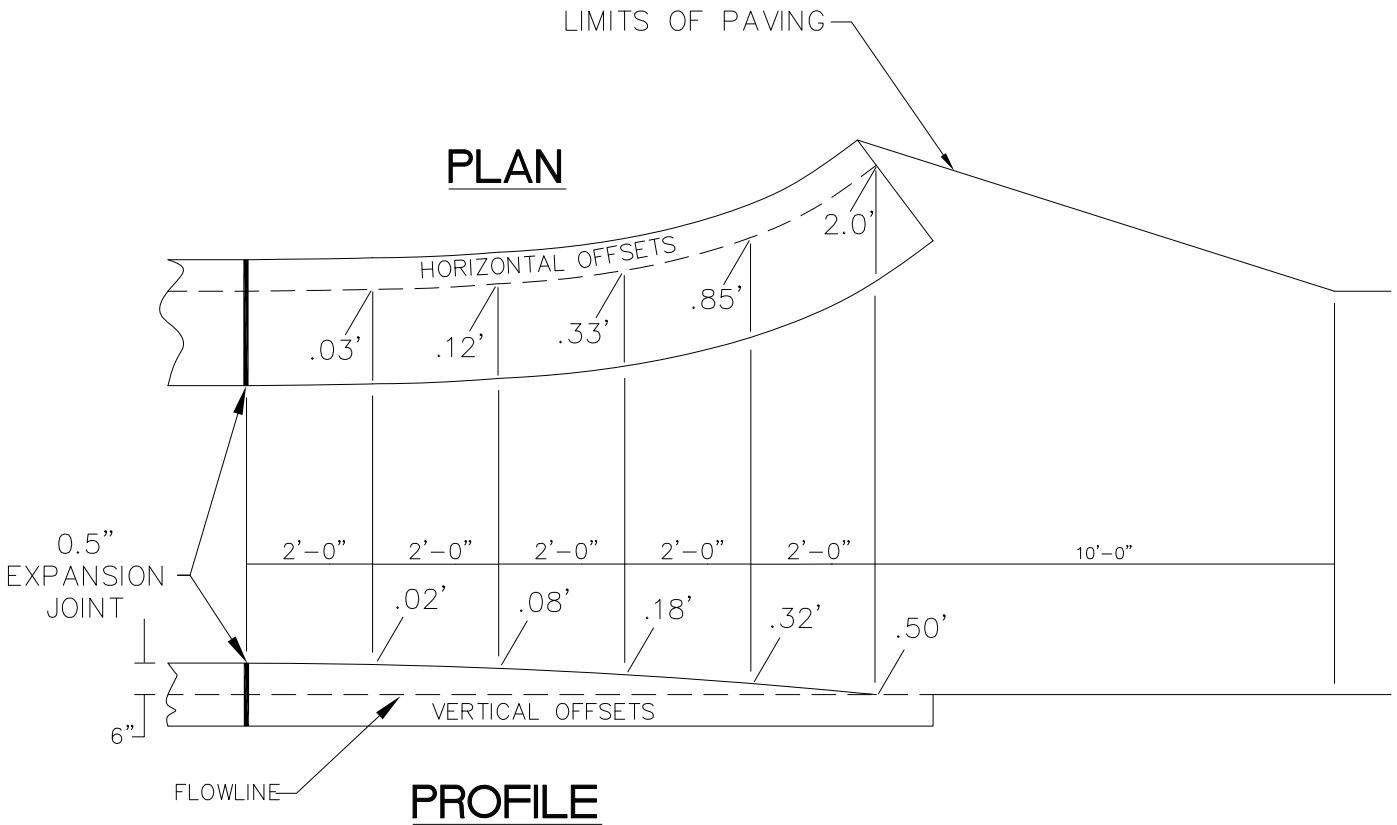 LIMITS OF PAVING
PLAN
HORIZONTAL OFFSETS
2.0'
.85'
.33'
.12'
.03'
0.5"
EXPANSION
JOINT
2'-0"
2'-0"
2'-0"
2'-0"
2'-0"
10'-0"
.02'
.08'
.18'
.32'
.50'
VERTICAL OFFSETS
6"
FLOWLINE
PROFILE